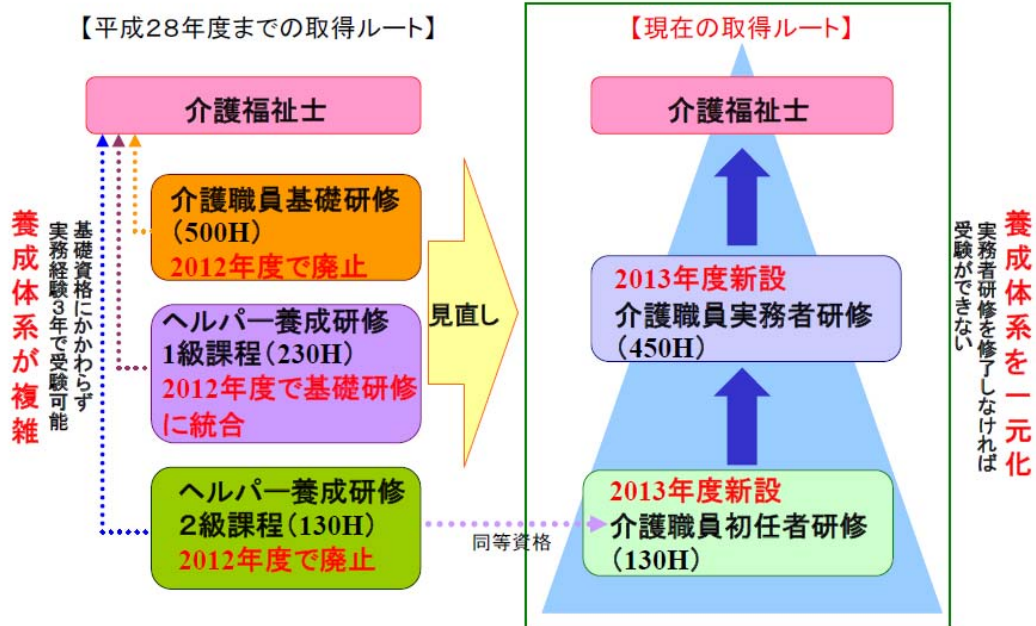 【平成28年度までの取得ルート】
介護福祉士
介護職員基礎研修
(500H)
2012年度で廃止
ヘルパー養成研修
1級課程(230H)
2012年度で基礎研修
に統合
ヘルパー養成研修
2級課程(130H)
2012年度で廃止
養成体系が複雑
基礎資格にかかわらず
実務経験3年で受験可能
見直し
同等資格
【現在の取得ルート】
介護福祉士
2013年度新設
介護職員実務者研修
(450H)
2013年度新設
介護職員初任者研修
(130H)
養成体系を一元化
実務者研修を修了しなければ
受験ができない